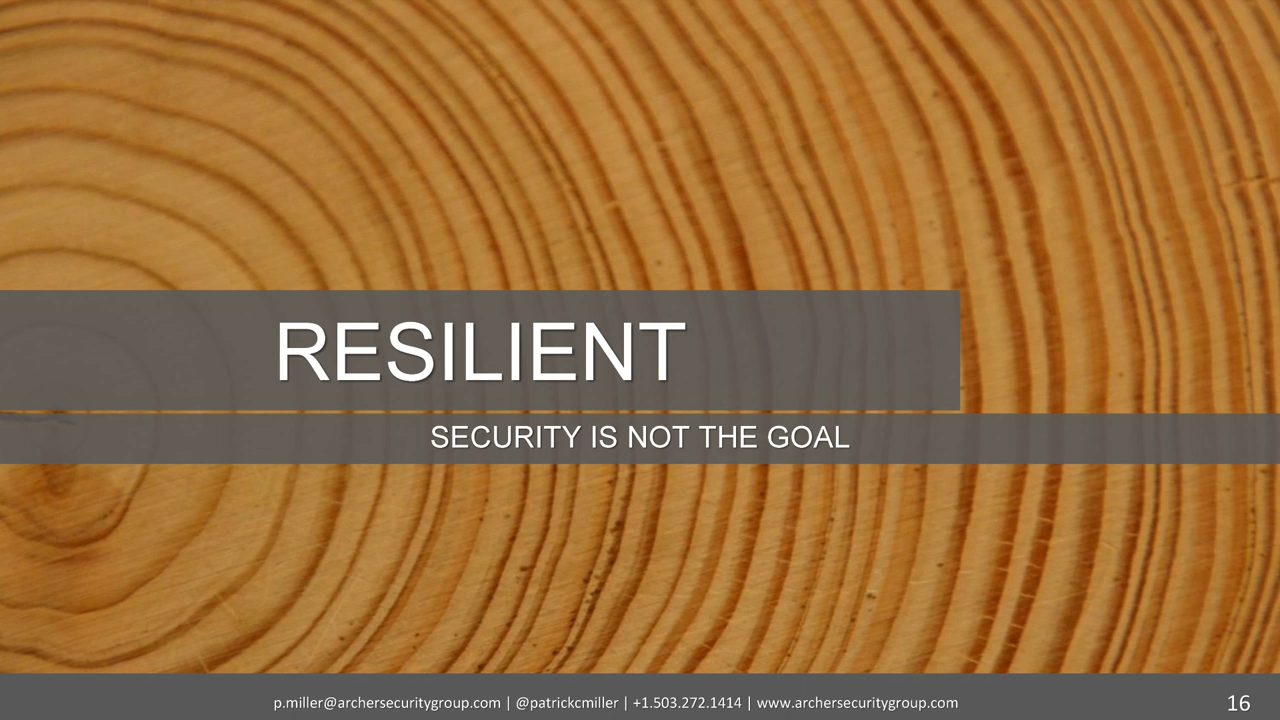 RESILIENT
SECURITY IS NOT THE GOAL
p.miller@archersecuritygroup.com | @patrickcmiller | +1.503.272.1414 | www.archersecuritygroup.com
16